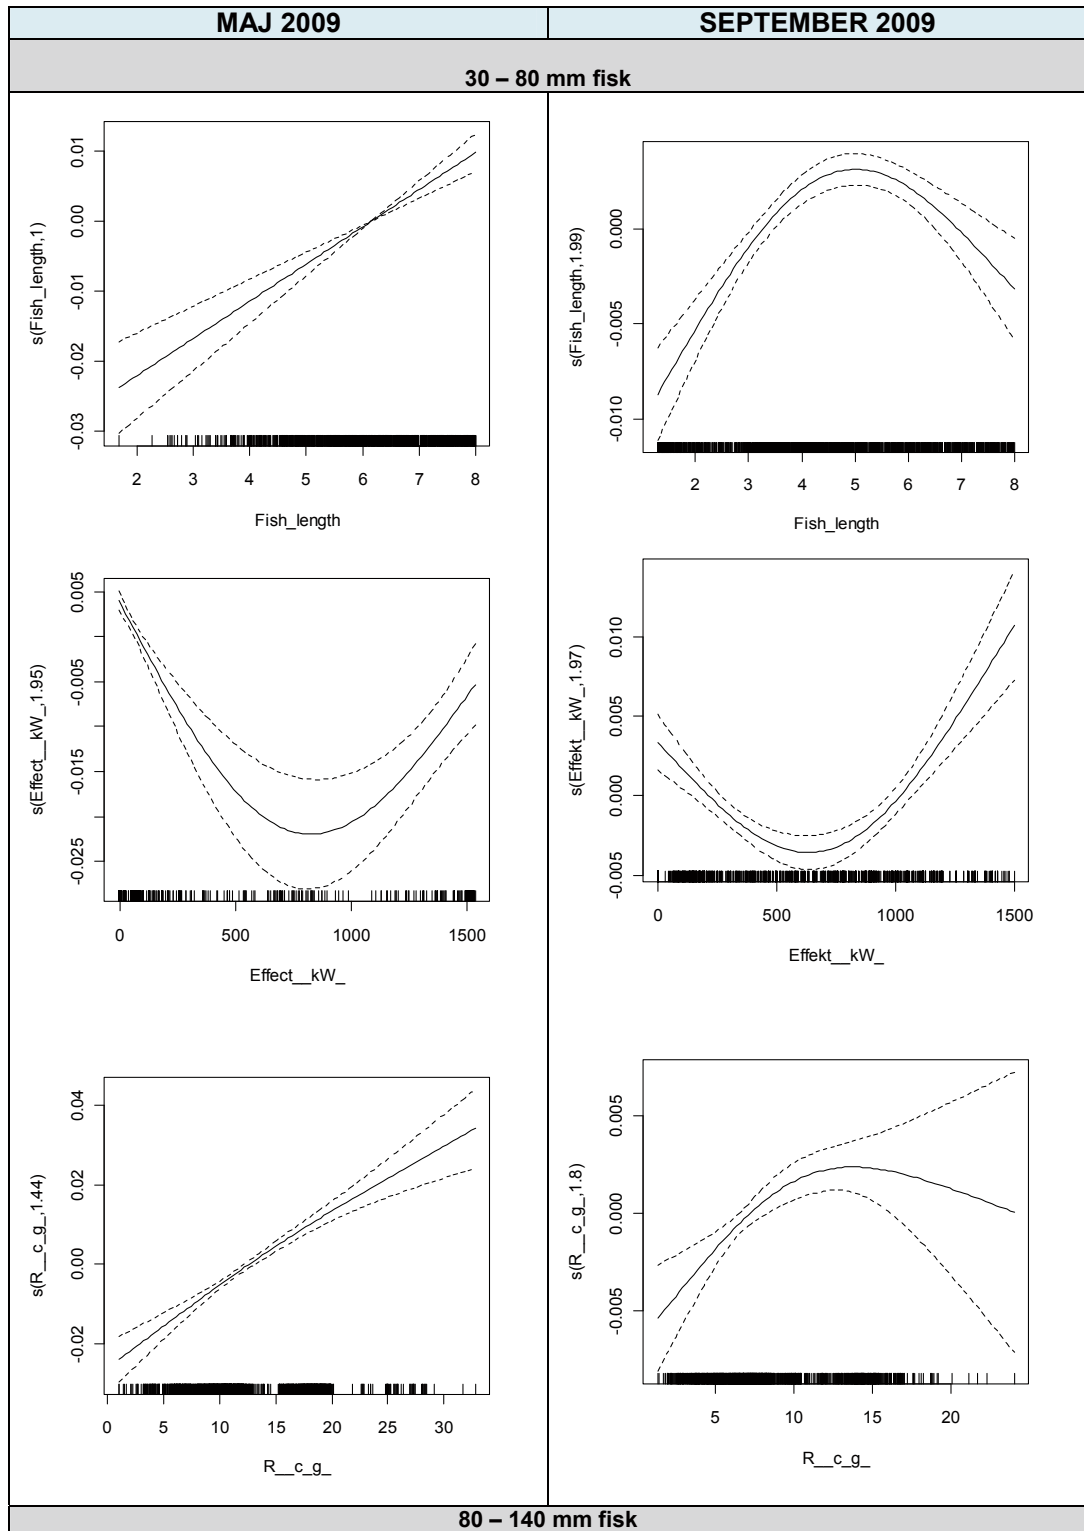 MAJ 2009
SEPTEMBER 2009
30 – 80 mm fisk
s(Fish_length,1)
0.01
0.00
-0.01
-0.02
-0.03
2 3 4 5 6 7 8
Fish_length
s(Fish_length,1.99)
0.000
-0.005
-0.010
2 3 4 5 6 7 8
Fish_length
s(Effect__kW_,1.95)
0.005
-0.005
-0.015
-0.025
0 500 1000 1500
Effect__kW_
s(Effekt__kW_,1.97)
0.010
0.005
0.000
-0.005
0 500 1000 1500
Effekt__kW_
s(R__c_g_,1.44)
0.04
0.02
0.00
-0.02
0 5 10 15 20 25 30
R__c_g_
s(R__c_g_,1.8)
0.005
0.000
-0.005
5 10 15 20
R__c_g_
80 – 140 mm fisk